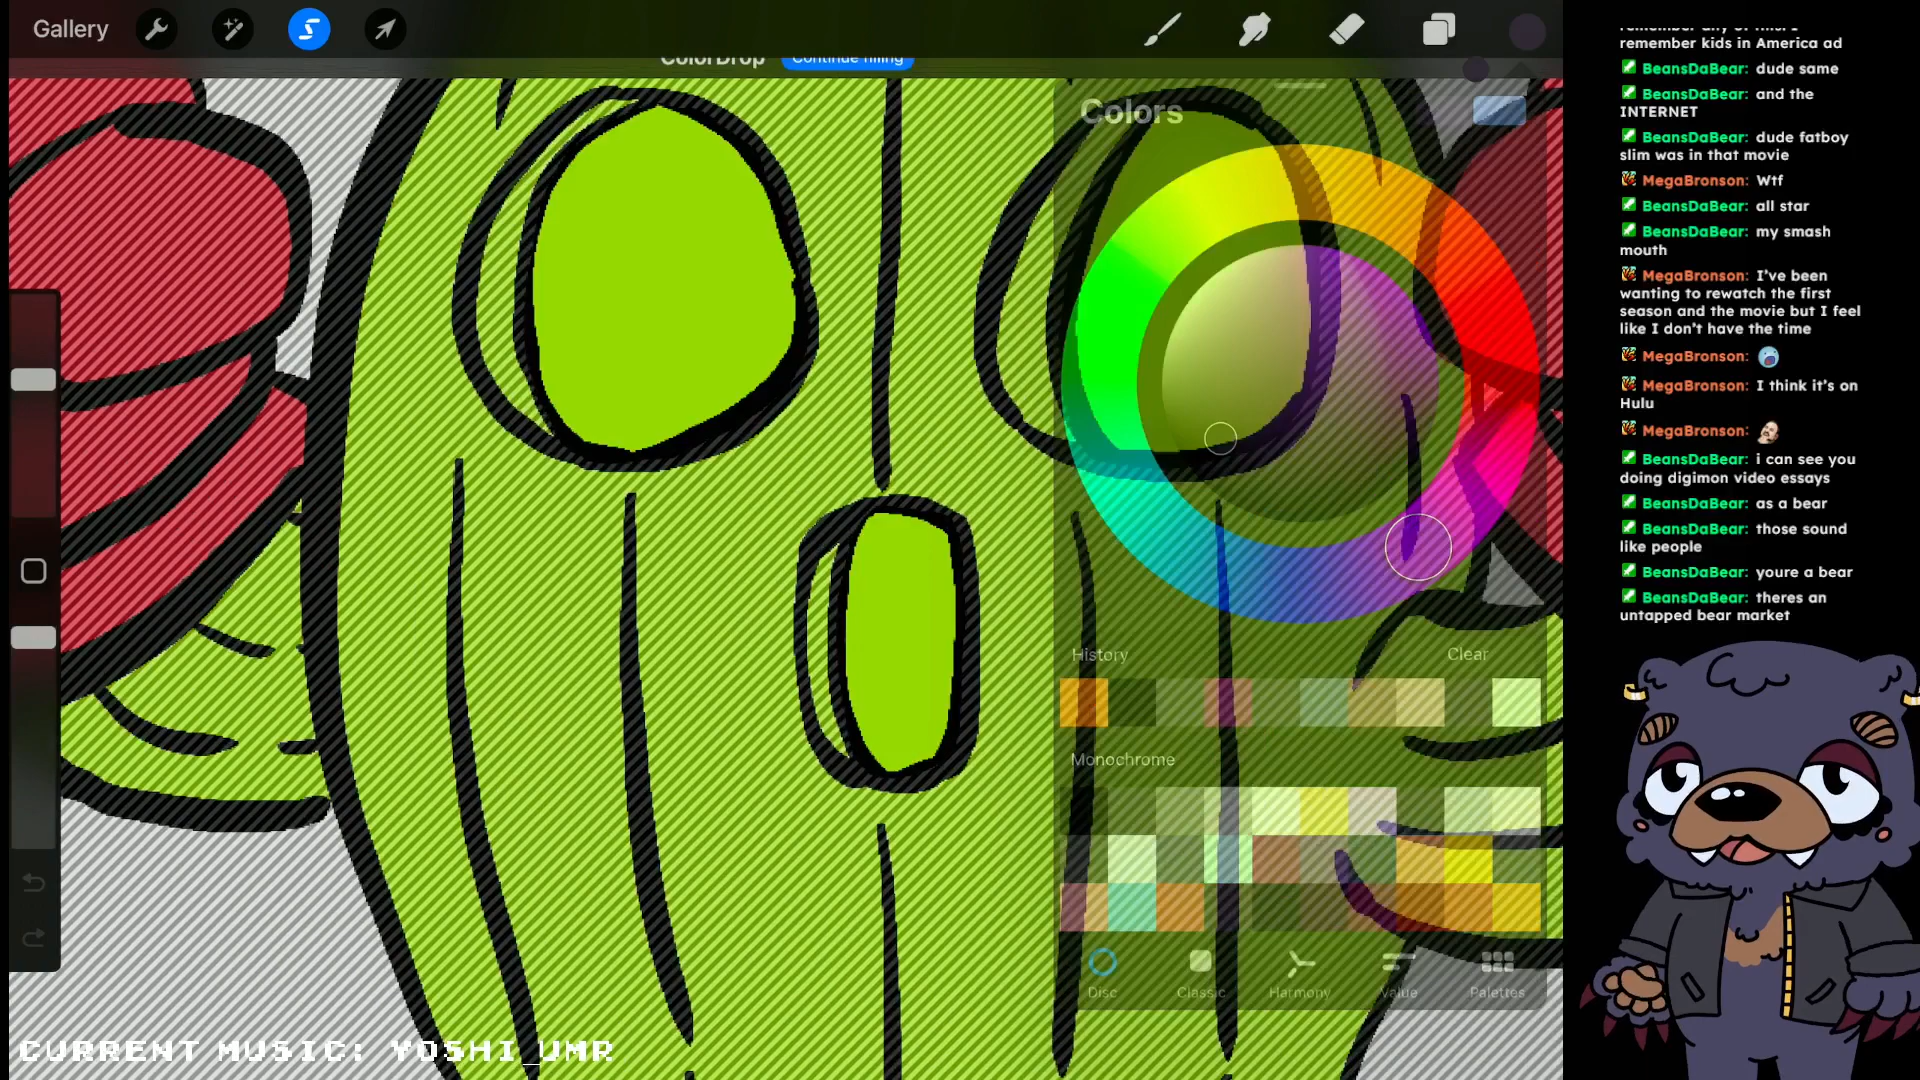 Gallery
ColorDrop
Continue filling
Colors
History
Clear
Monochrome
Disc
Classic
Harmony
Value
Palettes
CURRENT MUSIC: YOSHI_UMR
remember kids in America ad
BeansDaBear: dude same
BeansDaBear: and the
INTERNET
BeansDaBear: dude fatboy
slim was in that movie
MegaBronson: Wtf
BeansDaBear: all star
BeansDaBear: my smash
mouth
MegaBronson: I've been
wanting to rewatch the first
season and the movie but I feel
like I don't have the time
MegaBronson:
MegaBronson: I think it's on
Hulu
MegaBronson:
BeansDaBear: i can see you
doing digimon video essays
BeansDaBear: as a bear
BeansDaBear: those sound
like people
BeansDaBear: youre a bear
BeansDaBear: theres an
untapped bear market